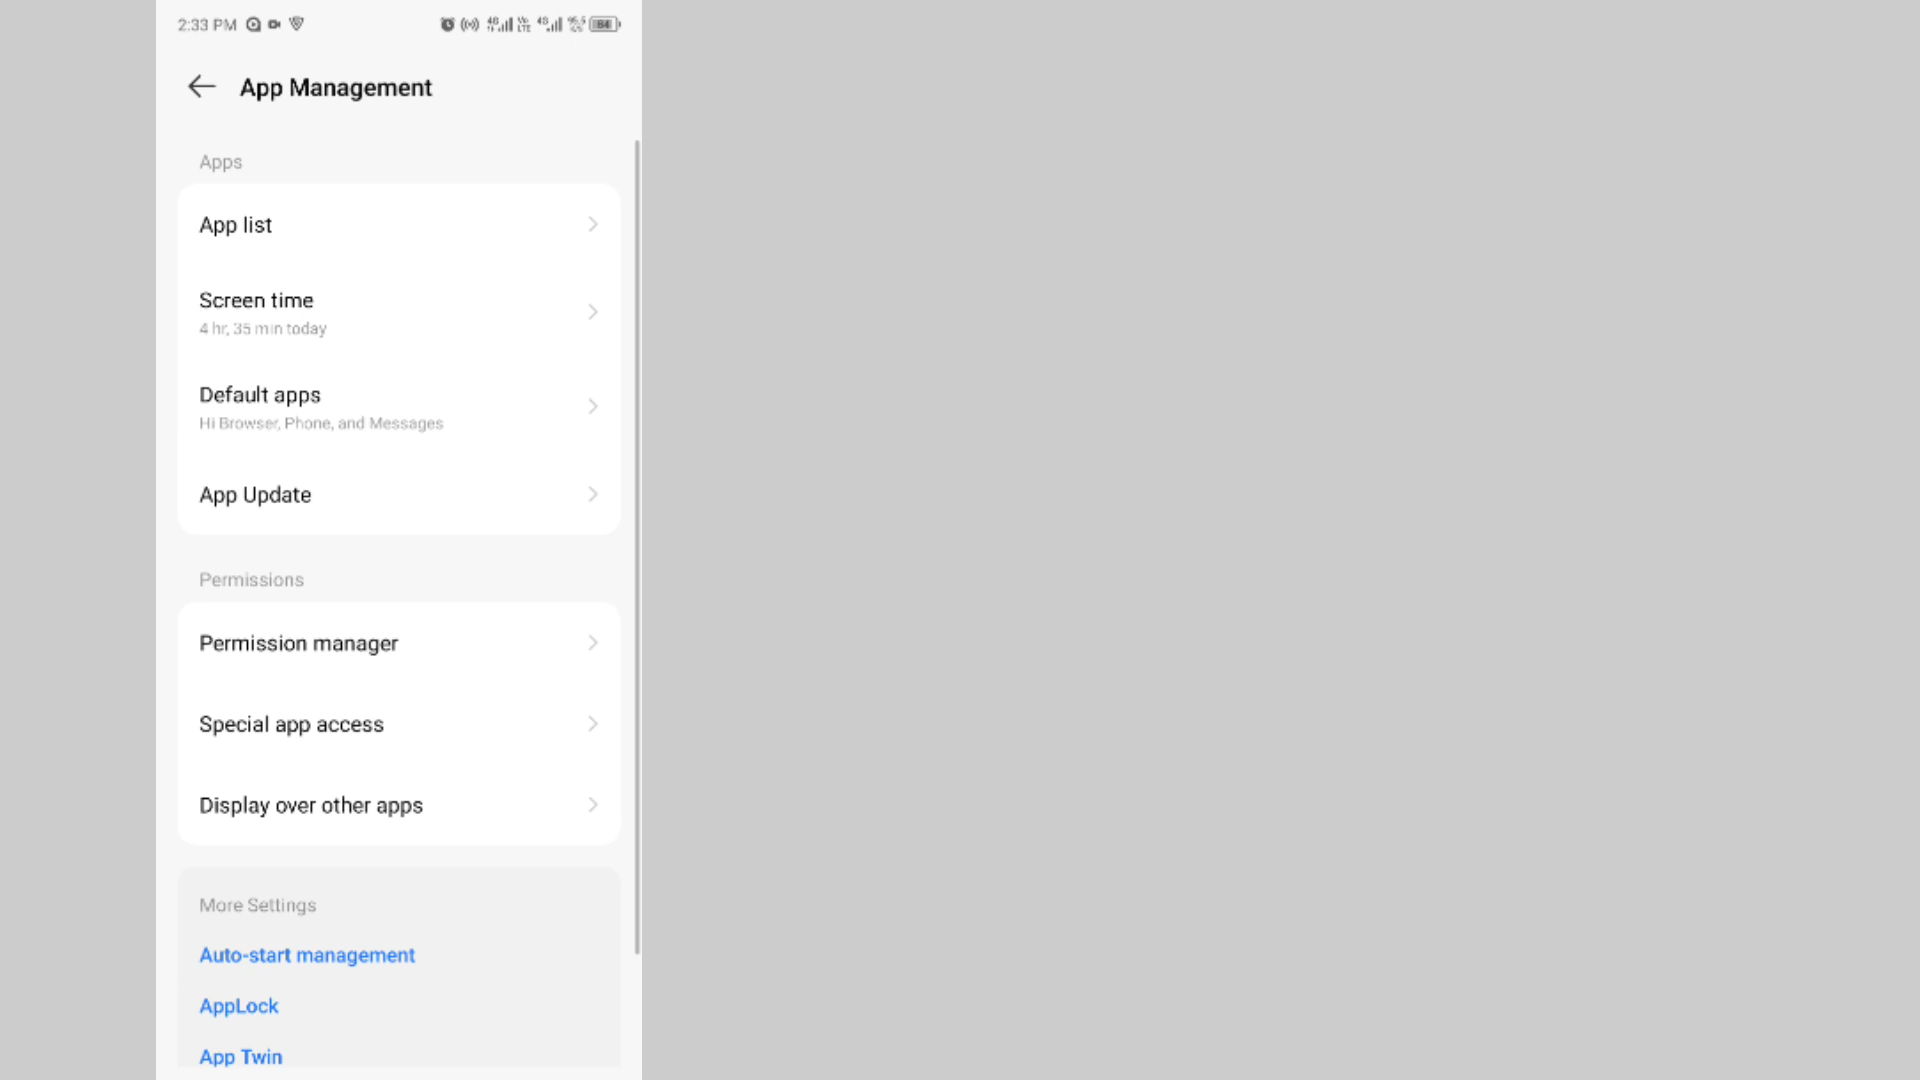 2:33 PM
84
App Management
Apps
App list
Screen time
4 hr, 35 min today
Default apps
Hi Browser, Phone, and Messages
App Update
Permissions
Permission manager
Special app access
Display over other apps
More Settings
Auto-start management
AppLock
App Twin